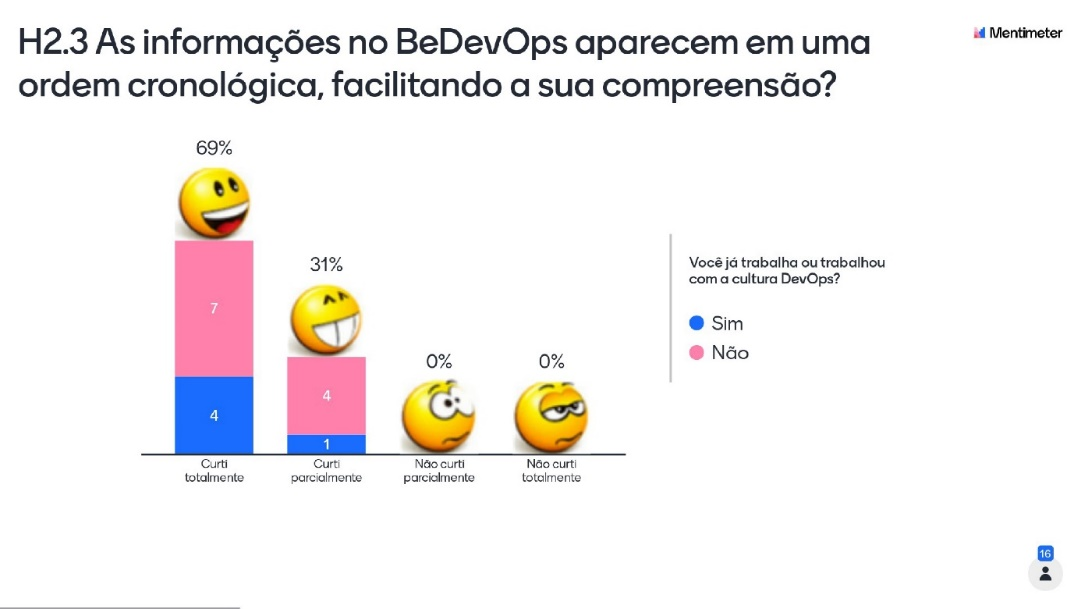 H2.3 As informações no BeDevOps aparecem em uma
ordem cronológica, facilitando a sua compreensão?
Mentimeter
69%
31%
0%
0%
7
4
4
1
Curti
totalmente
Curti
parcialmente
Não curti
parcialmente
Não curti
totalmente
Você já trabalha ou trabalhou
com a cultura DevOps?
Sim
Não
16